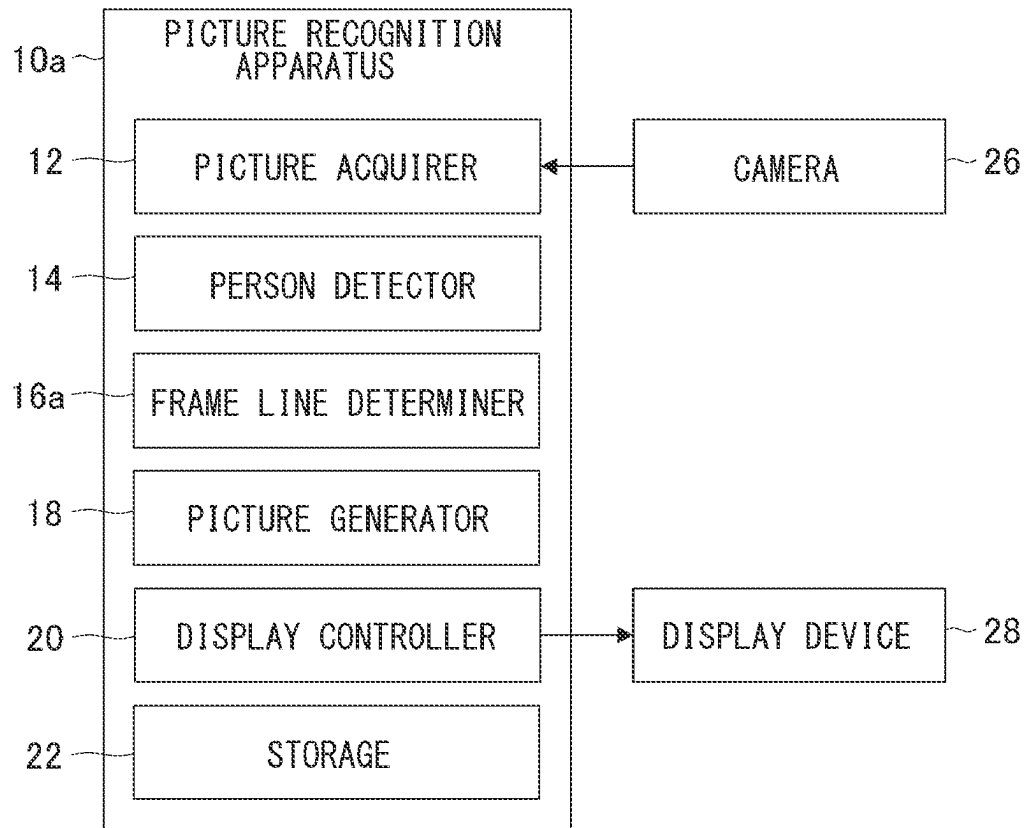 PICTURE RECOGNITION
APPARATUS
10a
12
PICTURE ACQUIRER
CAMERA
26
14
PERSON DETECTOR
16a
FRAME LINE DETERMINER
18
PICTURE GENERATOR
20
DISPLAY CONTROLLER
DISPLAY DEVICE
28
22
STORAGE